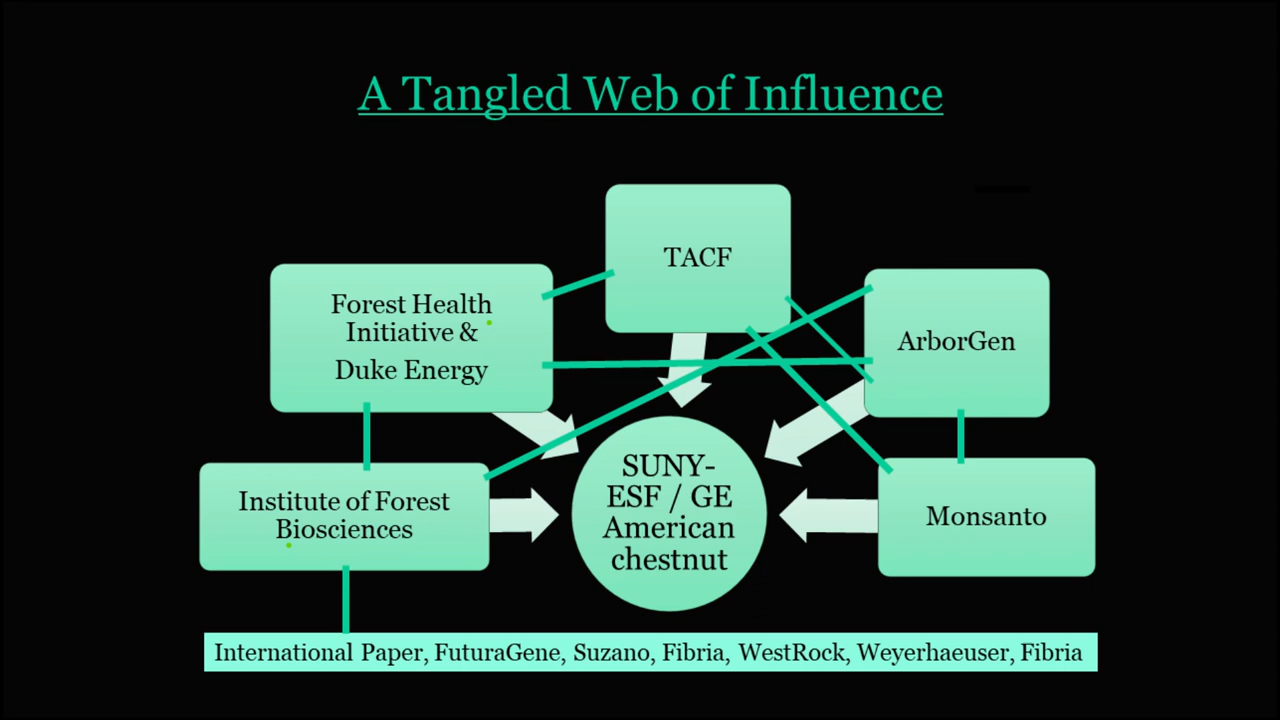 A Tangled Web of Influence
TACF
Forest Health
Initiative &
Duke Energy
ArborGen
SUNY-
ESF / GE
American
chestnut
Institute of Forest
Biosciences
Monsanto
International Paper, FuturaGene, Suzano, Fibria, WestRock, Weyerhaeuser, Fibria